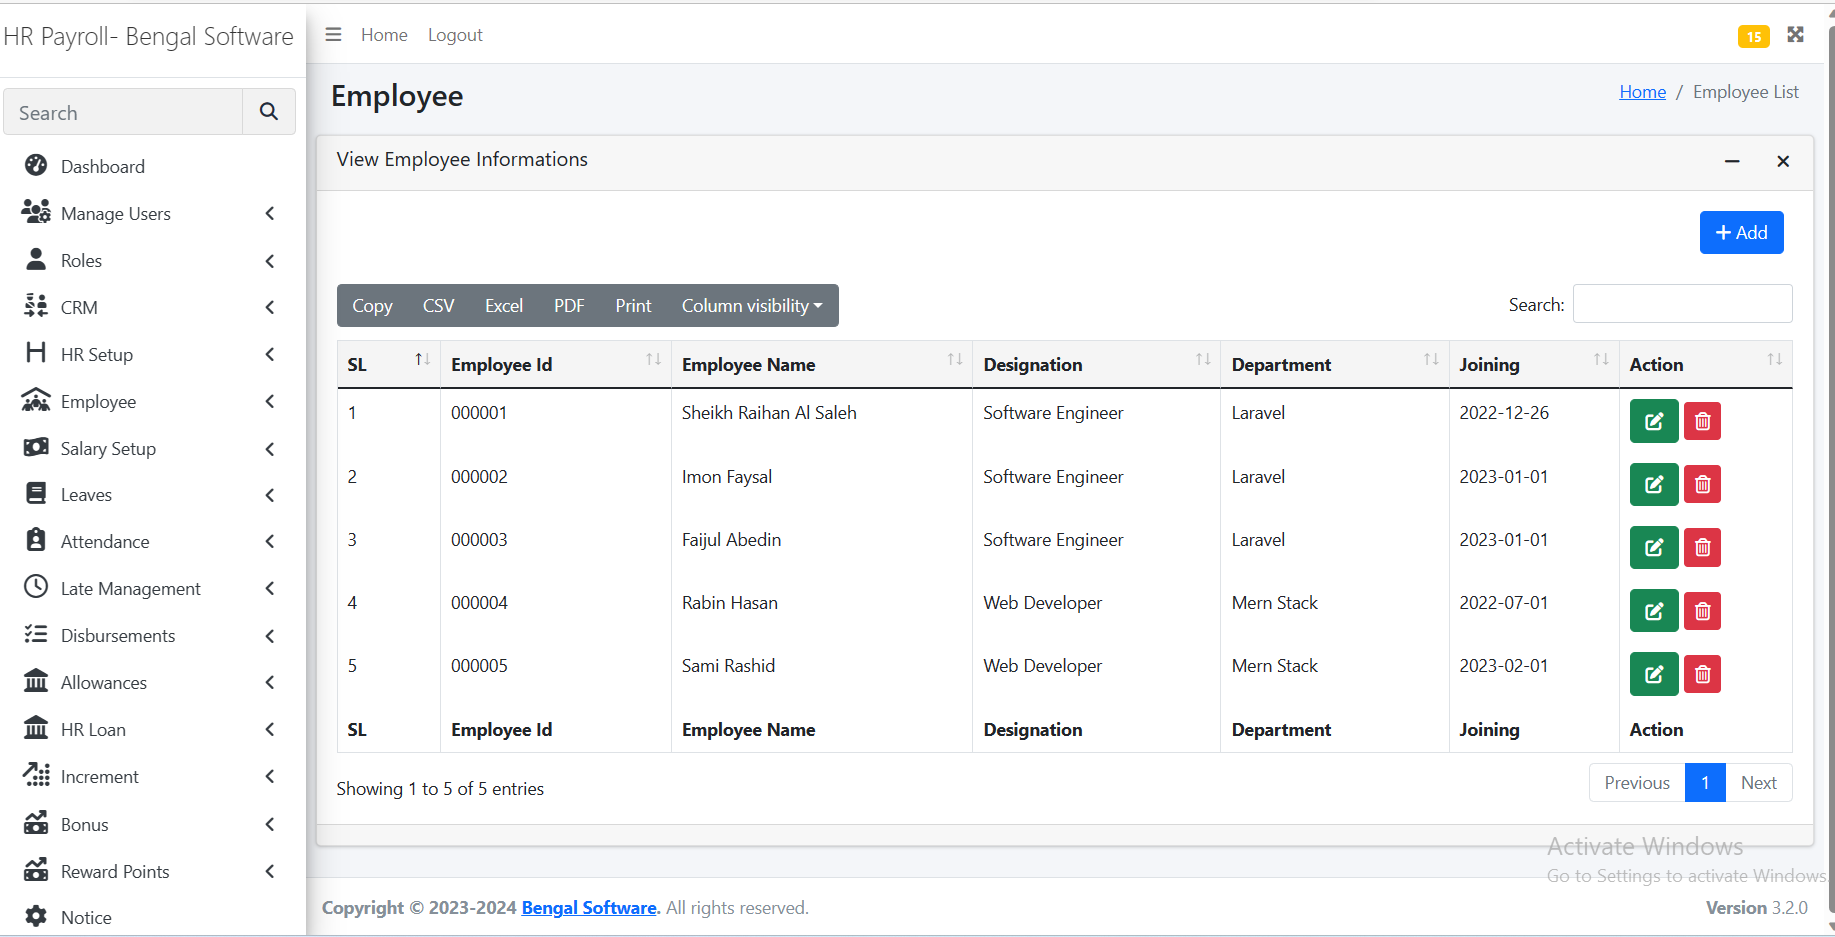 HR Payroll- Bengal Software
Home Logout 15
Search
Employee
Home / Employee List
Dashboard
Manage Users
Roles
CRM
HR Setup
Employee
Salary Setup
Leaves
Attendance
Late Management
Disbursements
Allowances
HR Loan
Increment
Bonus
Reward Points
Notice
View Employee Informations
Add
Copy CSV Excel PDF Print Column visibility
Search:
SL Employee Id Employee Name Designation Department Joining Action
1 000001 Sheikh Raihan Al Saleh Software Engineer Laravel 2022-12-26
2 000002 Imon Faysal Software Engineer Laravel 2023-01-01
3 000003 Faijul Abedin Software Engineer Laravel 2023-01-01
4 000004 Rabin Hasan Web Developer Mern Stack 2022-07-01
5 000005 Sami Rashid Web Developer Mern Stack 2023-02-01
SL Employee Id Employee Name Designation Department Joining Action
Showing 1 to 5 of 5 entries
Previous 1 Next
Activate Windows
Go to Settings to activate Windows.
Copyright © 2023-2024 Bengal Software. All rights reserved.
Version 3.2.0